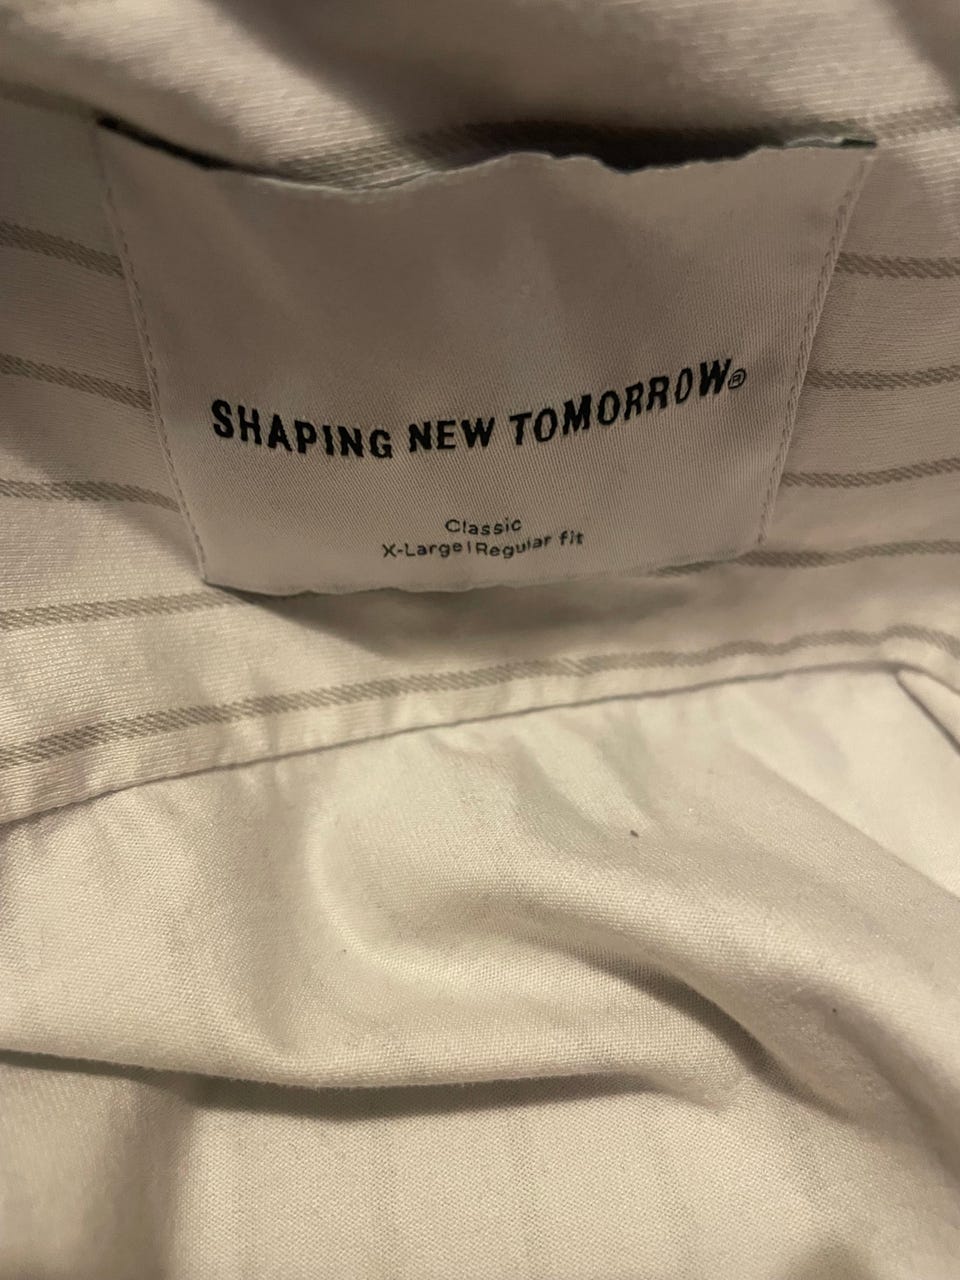 SHAPING NEW TOMORROW®
Classic
X-Large | Regular fit